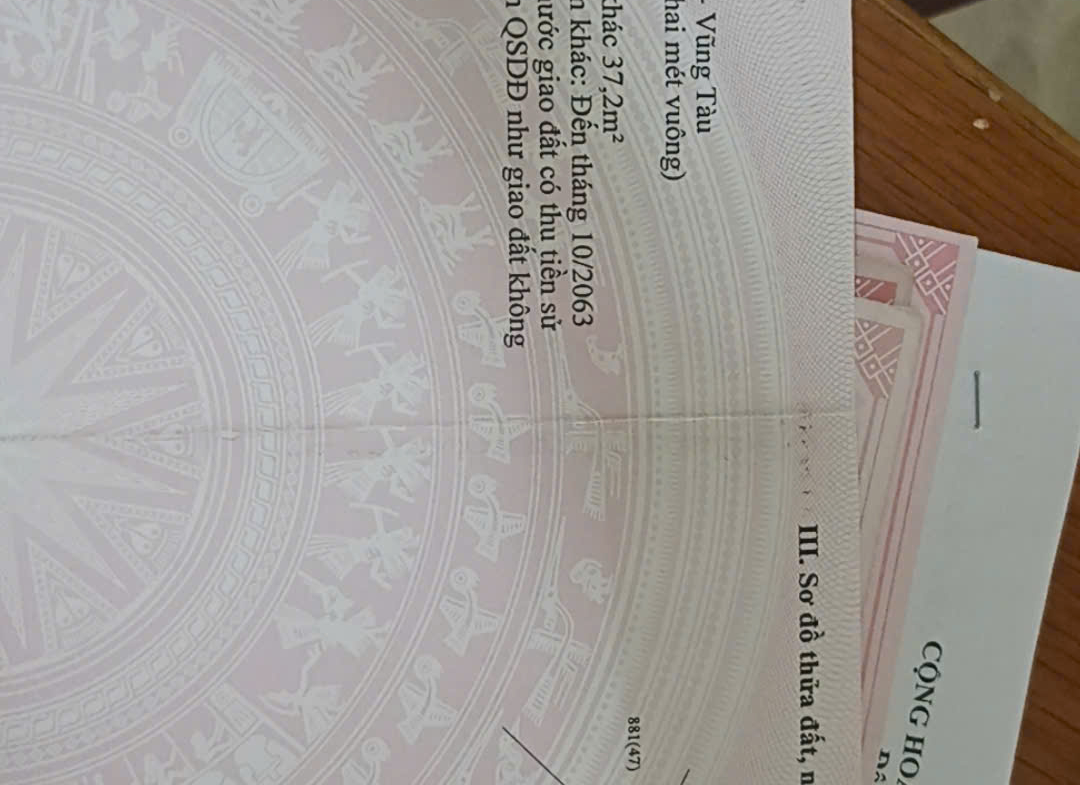 - Vũng Tàu
hai mét vuông)
khác 37,2m²
n khác: Đến tháng 10/2063
ước giao đất có thu tiền sử
n QSDĐ như giao đất không
III. Sơ đồ thửa đất, n
881(47)
CỘNG HOÀ